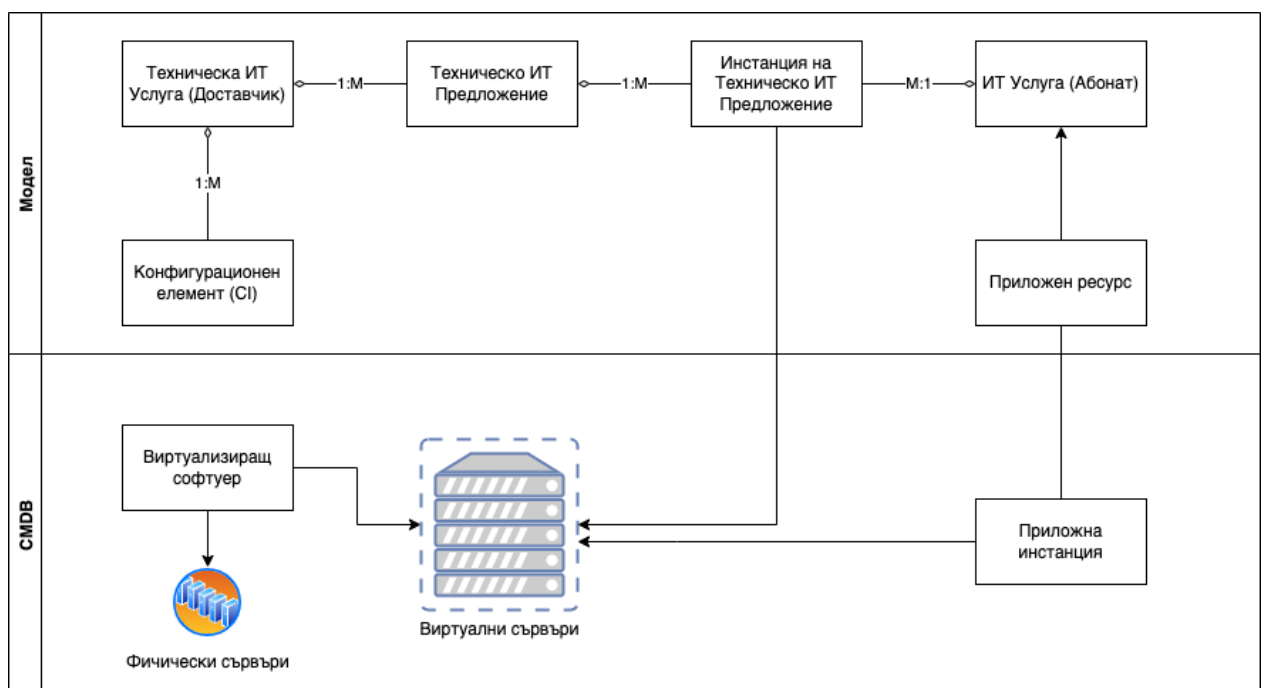 Модел
Техническа ИТ
Услуга (Доставчик)
1:M
Техническо ИТ
Предложение
1:M
Инстанция на
Техническо ИТ
Предложение
M:1
ИТ Услуга (Абонат)
1:M
Конфигурационен
елемент (CI)
Приложен ресурс
CMDB
Виртуализиращ
софтуер
Виртуални сървъри
Приложна
инстанция
Фичически сървъри